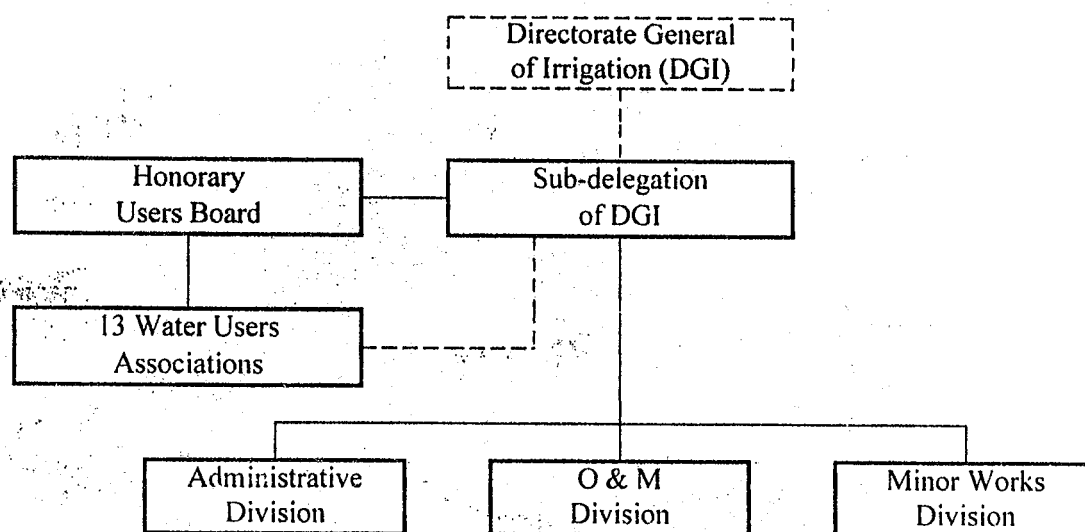 Directorate General
of Irrigation (DGI)
Honorary
Users Board
Sub-delegation
of DGI
13 Water Users
Associations
Administrative
Division
O & M
Division
Minor Works
Division